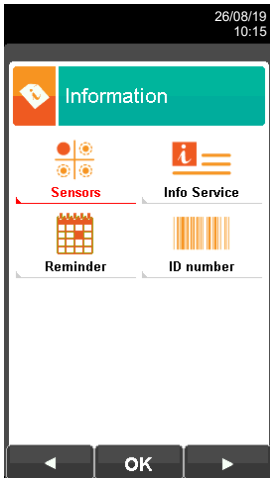 26/08/19
10:15
Information
Sensors
Info Service
Reminder
ID number
OK